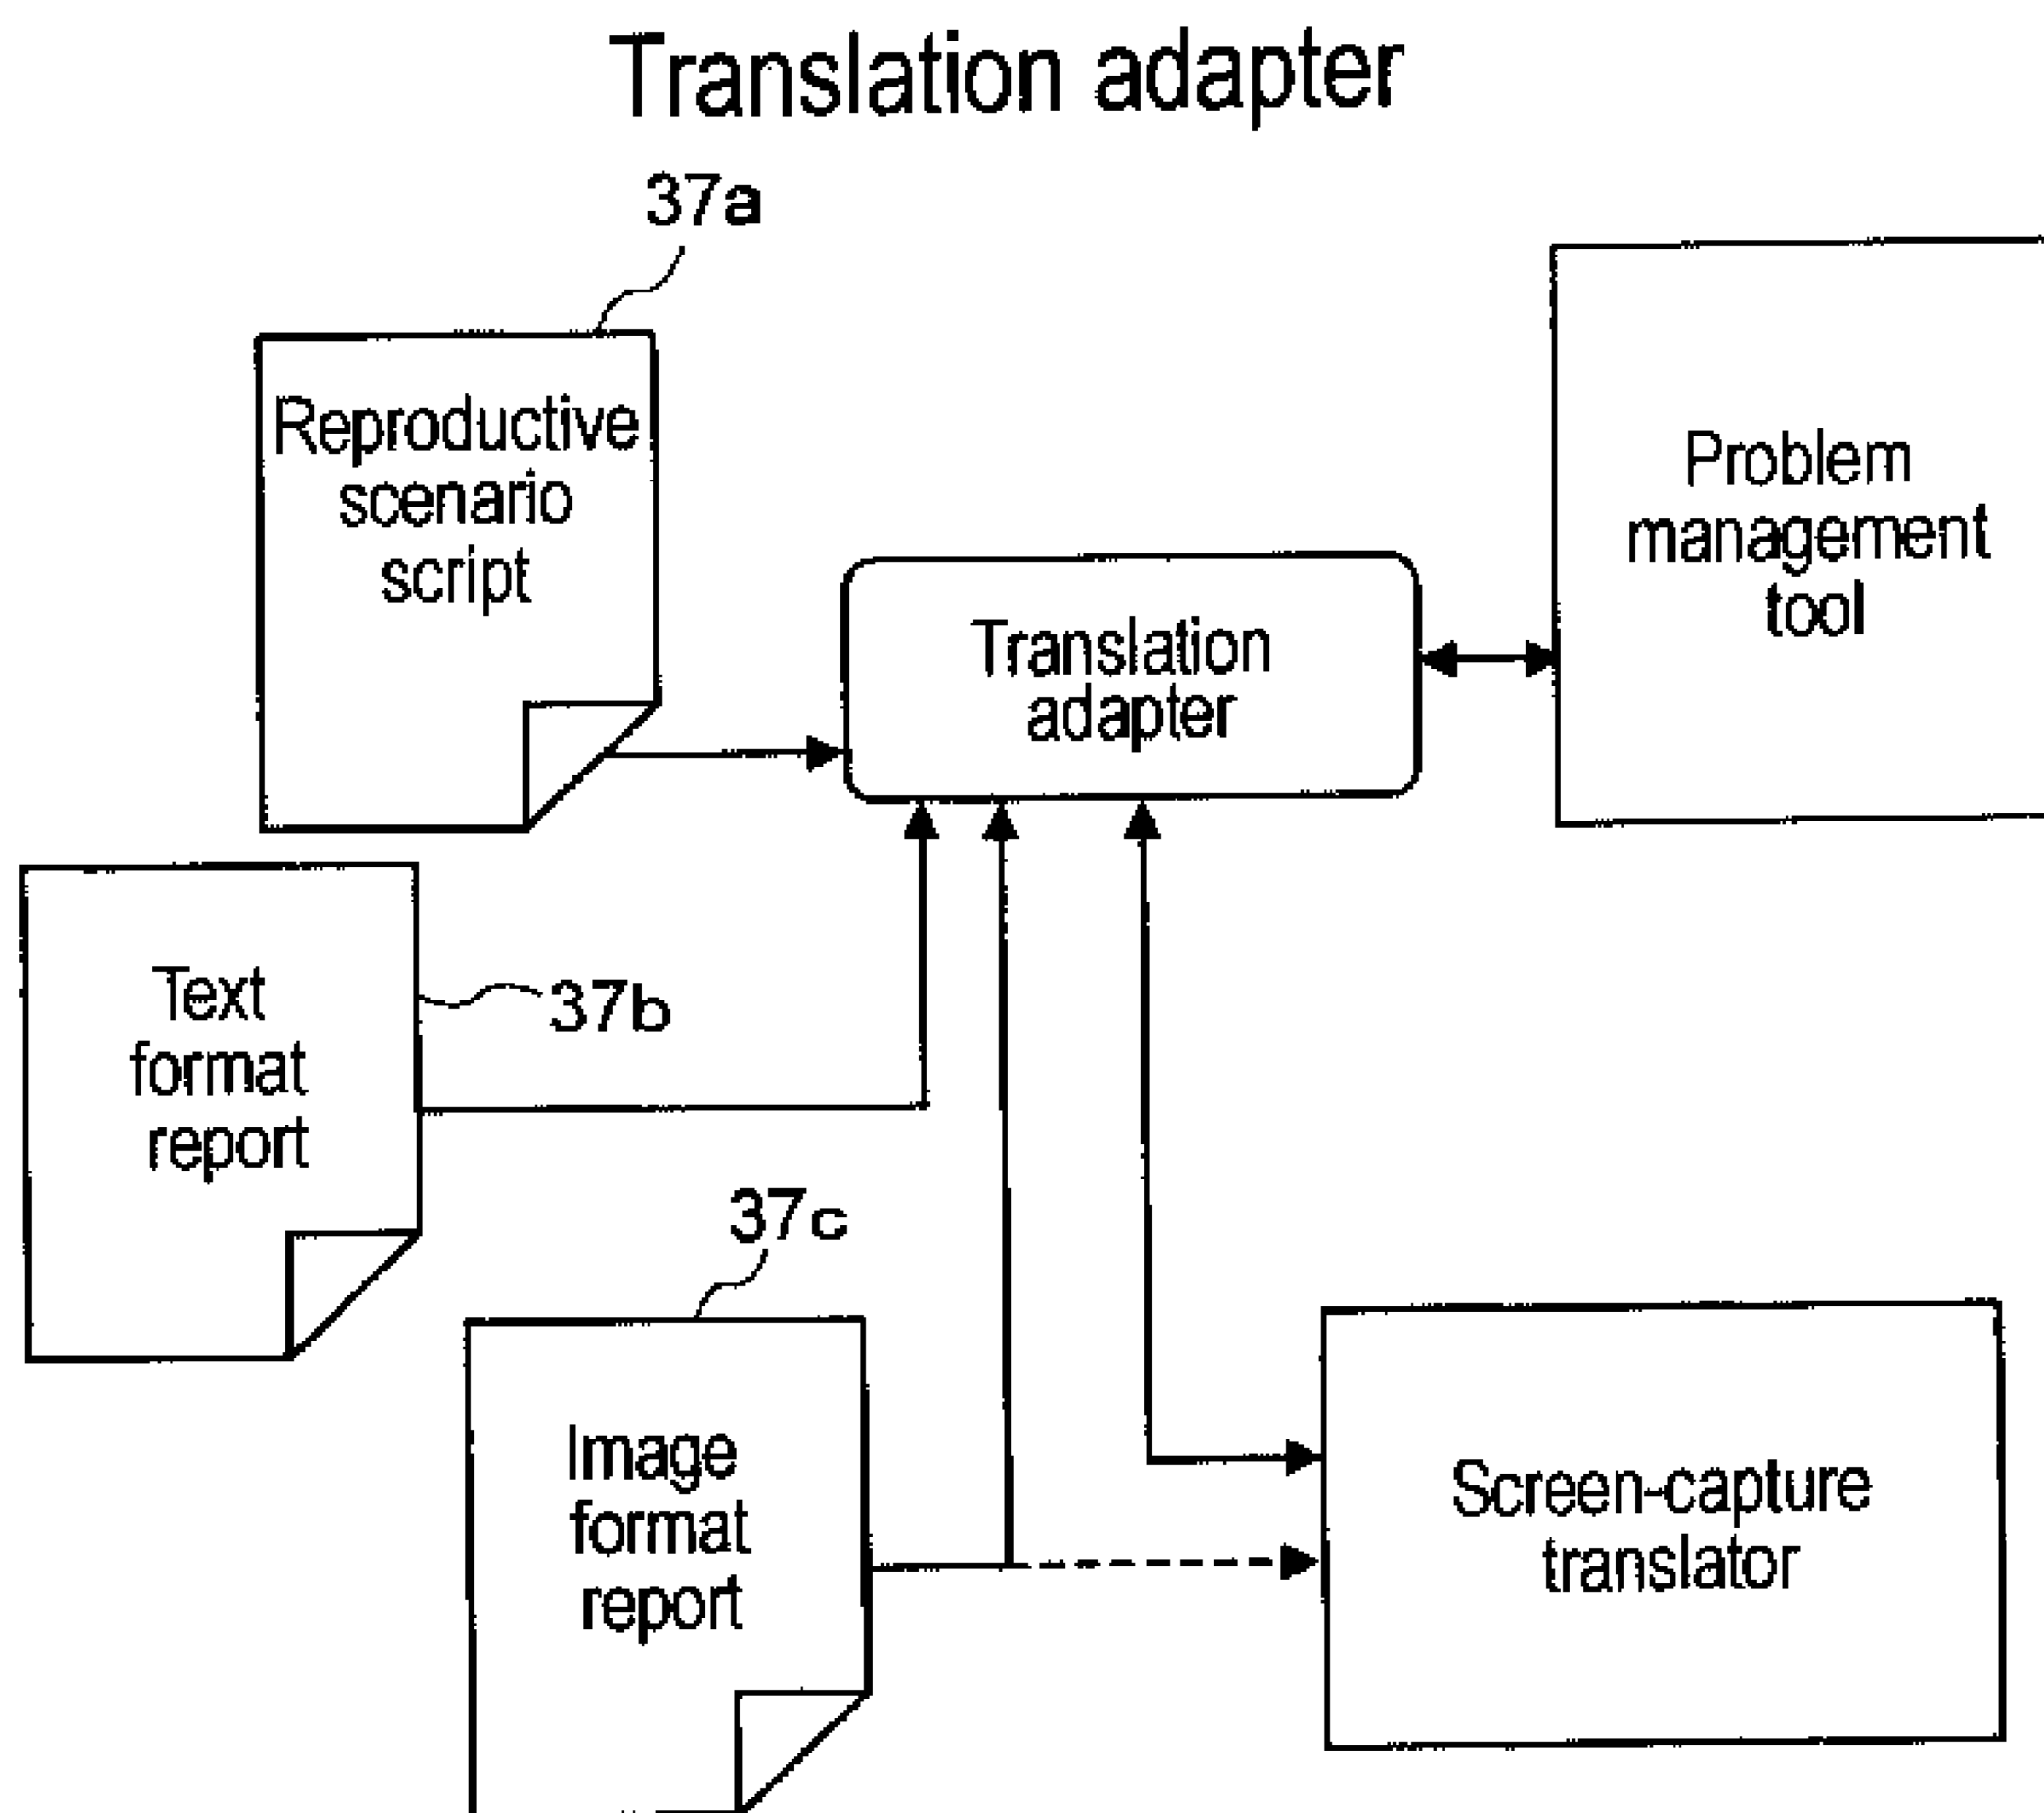 Translation adapter
37a
Reproductive
scenario
script
Problem
management
tool
Translation
adapter
Text
format
report
37b
37c
Image
format
report
Screen-capture
translator